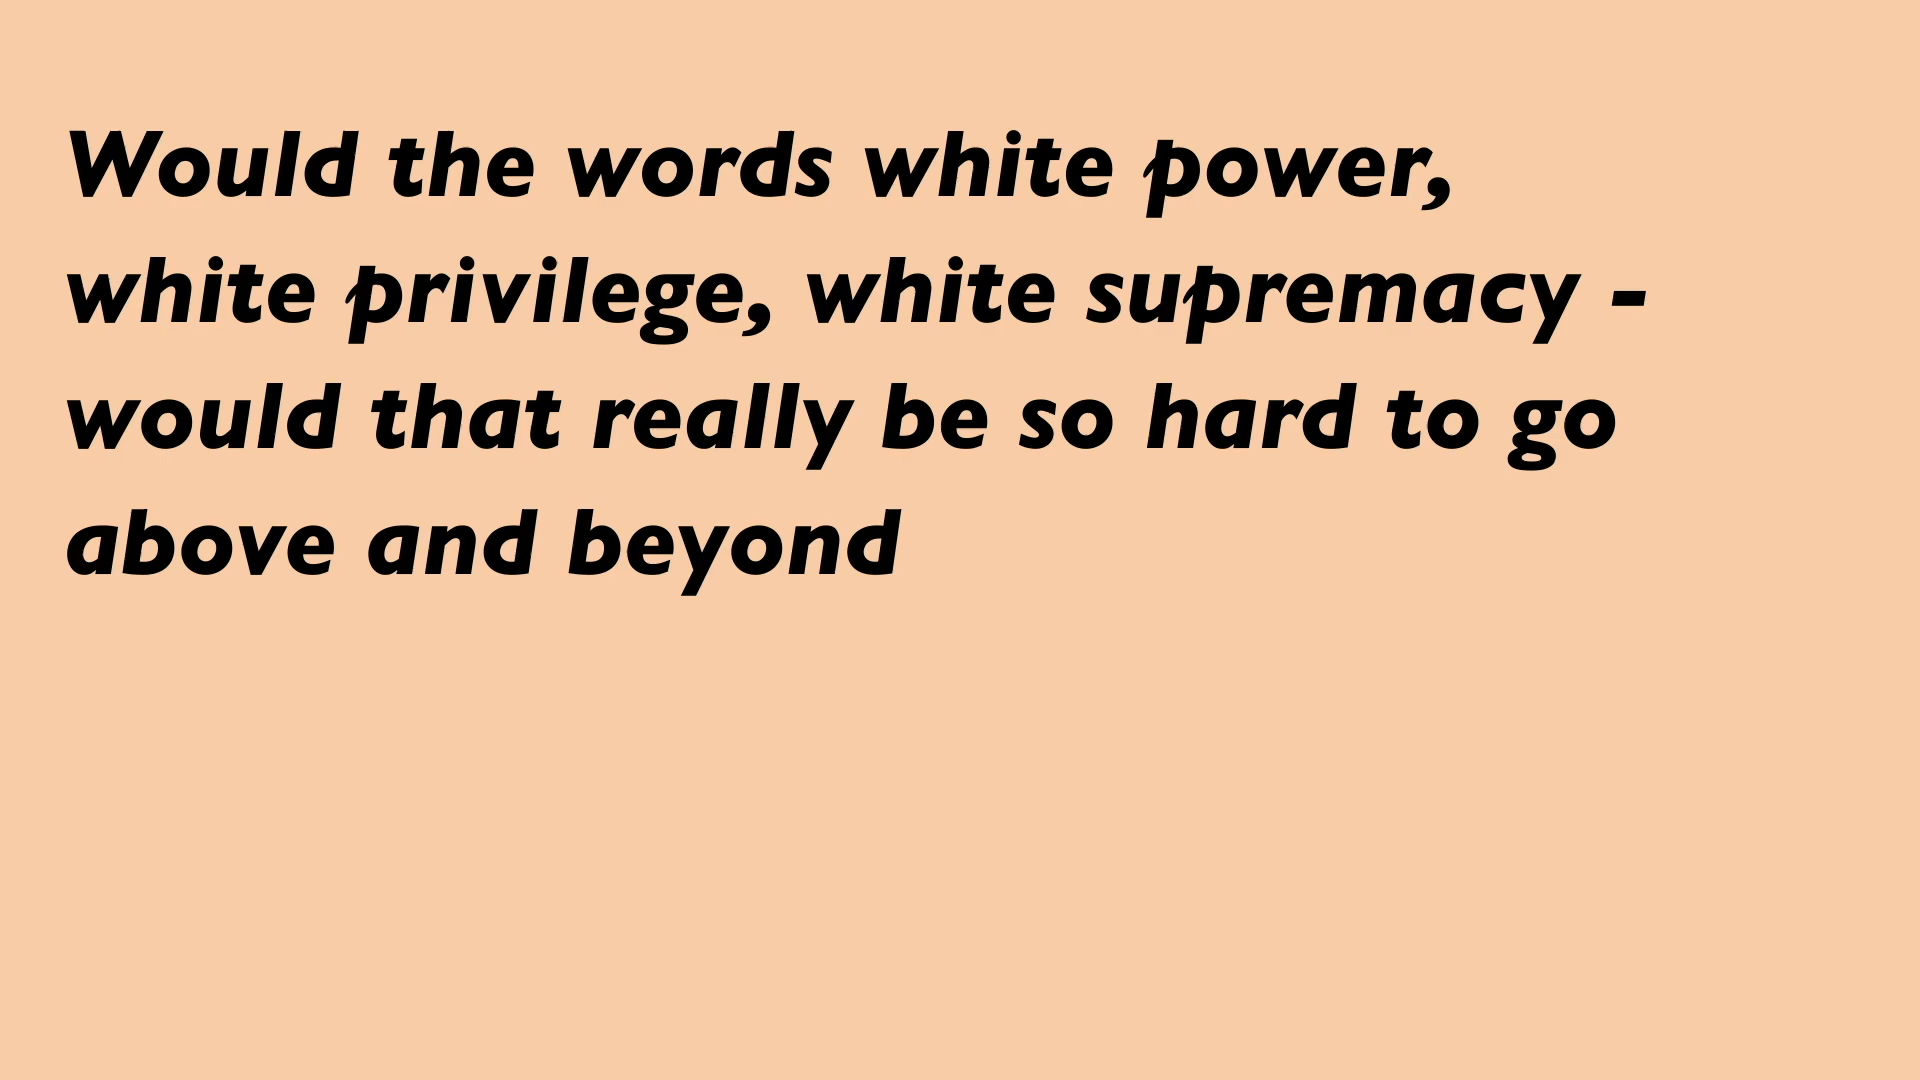 Would the words white power,
white privilege, white supremacy -
would that really be so hard to go
above and beyond